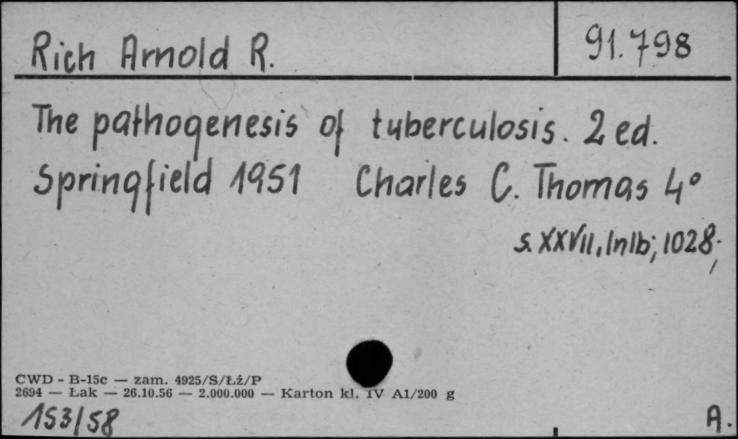 Rich Arnold R.
91.798
The pathogenesis of tuberculosis. 2 ed.
Springfield 1951 Charles C. Thomas 4°
s. XXVII, lnlb; 1028;
CWD - B-15c — zam. 4925/S/Łż/P
2694 — Łak — 26.10.56 — 2.000.000 — Karton kl. IV A1/200 g
153/58
A.